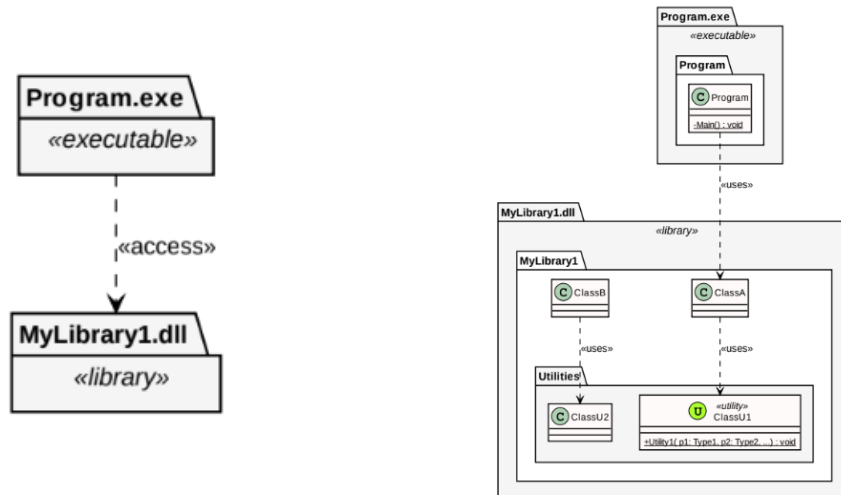 Program.exe
«executable»
«access»
MyLibrary1.dll
«library»
Program.exe
«executable»
Program
C Program
-Main() : void
«uses»
MyLibrary1.dll
«library»
MyLibrary1
C ClassB
C ClassA
«uses»
«uses»
Utilities
C ClassU2
U «utility»
ClassU1
+Utility1( p1: Type1, p2: Type2, ...) : void